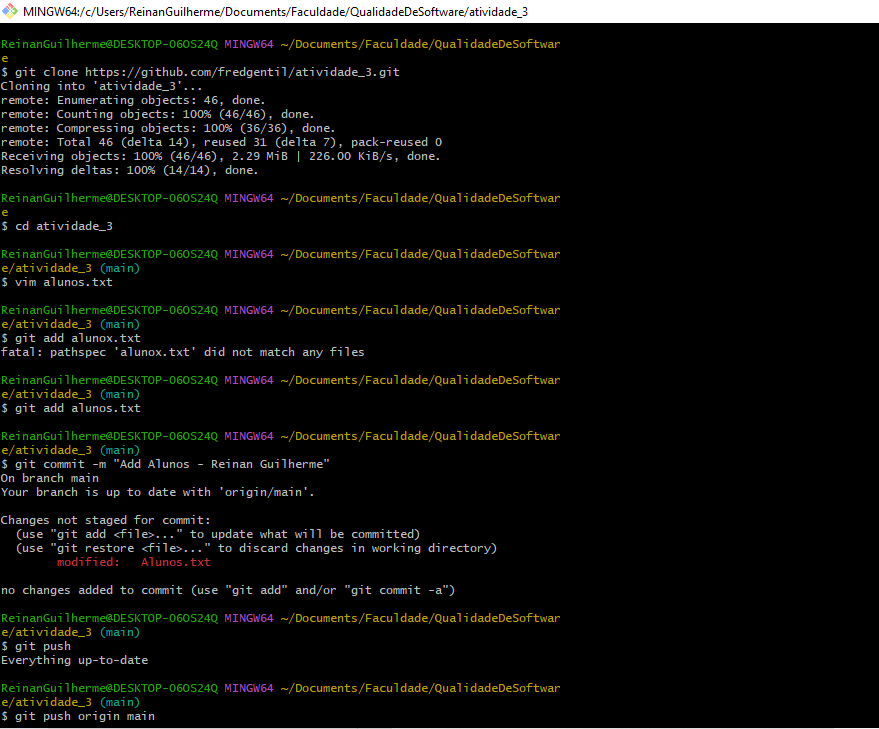 MINGW64:/c/Users/ReinanGuilherme/Documents/Faculdade/QualidadeDeSoftware/atividade_3
ReinanGuilherme@DESKTOP-06OS24Q MINGW64 ~/Documents/Faculdade/QualidadeDeSoftwar
e
$ git clone https://github.com/fredgentil/atividade_3.git
Cloning into 'atividade_3'...
remote: Enumerating objects: 46, done.
remote: Counting objects: 100% (46/46), done.
remote: Compressing objects: 100% (36/36), done.
remote: Total 46 (delta 14), reused 31 (delta 7), pack-reused 0
Receiving objects: 100% (46/46), 2.29 MiB | 226.00 KiB/s, done.
Resolving deltas: 100% (14/14), done.
ReinanGuilherme@DESKTOP-06OS24Q MINGW64 ~/Documents/Faculdade/QualidadeDeSoftwar
e
$ cd atividade_3
ReinanGuilherme@DESKTOP-06OS24Q MINGW64 ~/Documents/Faculdade/QualidadeDeSoftwar
e/atividade_3 (main)
$ vim alunos.txt
ReinanGuilherme@DESKTOP-06OS24Q MINGW64 ~/Documents/Faculdade/QualidadeDeSoftwar
e/atividade_3 (main)
$ git add alunox.txt
fatal: pathspec 'alunox.txt' did not match any files
ReinanGuilherme@DESKTOP-06OS24Q MINGW64 ~/Documents/Faculdade/QualidadeDeSoftwar
e/atividade_3 (main)
$ git add alunos.txt
ReinanGuilherme@DESKTOP-06OS24Q MINGW64 ~/Documents/Faculdade/QualidadeDeSoftwar
e/atividade_3 (main)
$ git commit -m "Add Alunos - Reinan Guilherme"
On branch main
Your branch is up to date with 'origin/main'.
Changes not staged for commit:
(use "git add <file>..." to update what will be committed)
(use "git restore <file>..." to discard changes in working directory)
modified: Alunos.txt
no changes added to commit (use "git add" and/or "git commit -a")
ReinanGuilherme@DESKTOP-06OS24Q MINGW64 ~/Documents/Faculdade/QualidadeDeSoftwar
e/atividade_3 (main)
$ git push
Everything up-to-date
ReinanGuilherme@DESKTOP-06OS24Q MINGW64 ~/Documents/Faculdade/QualidadeDeSoftwar
e/atividade_3 (main)
$ git push origin main